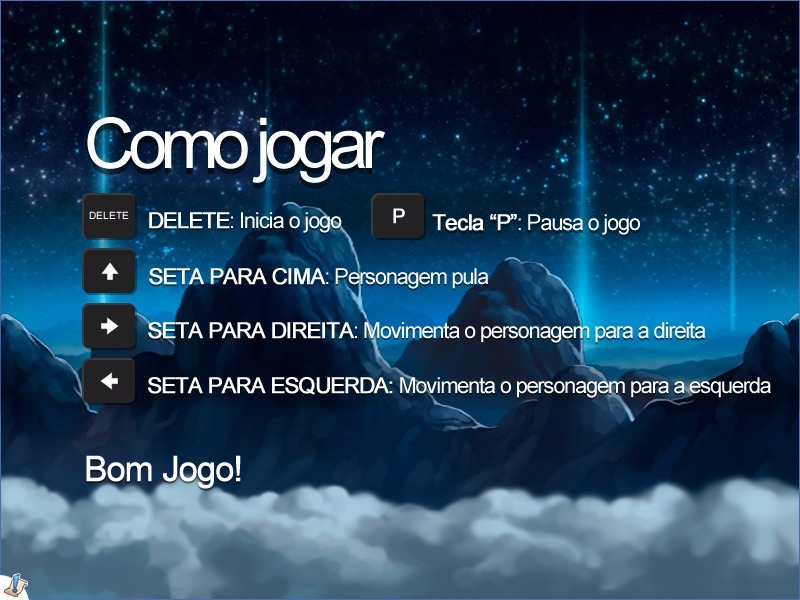 Como jogar
DELETE DELETE: Inicia o jogo P Tecla “P”: Pausa o jogo
SETA PARA CIMA: Personagem pula
SETA PARA DIREITA: Movimenta o personagem para a direita
SETA PARA ESQUERDA: Movimenta o personagem para a esquerda
Bom Jogo!